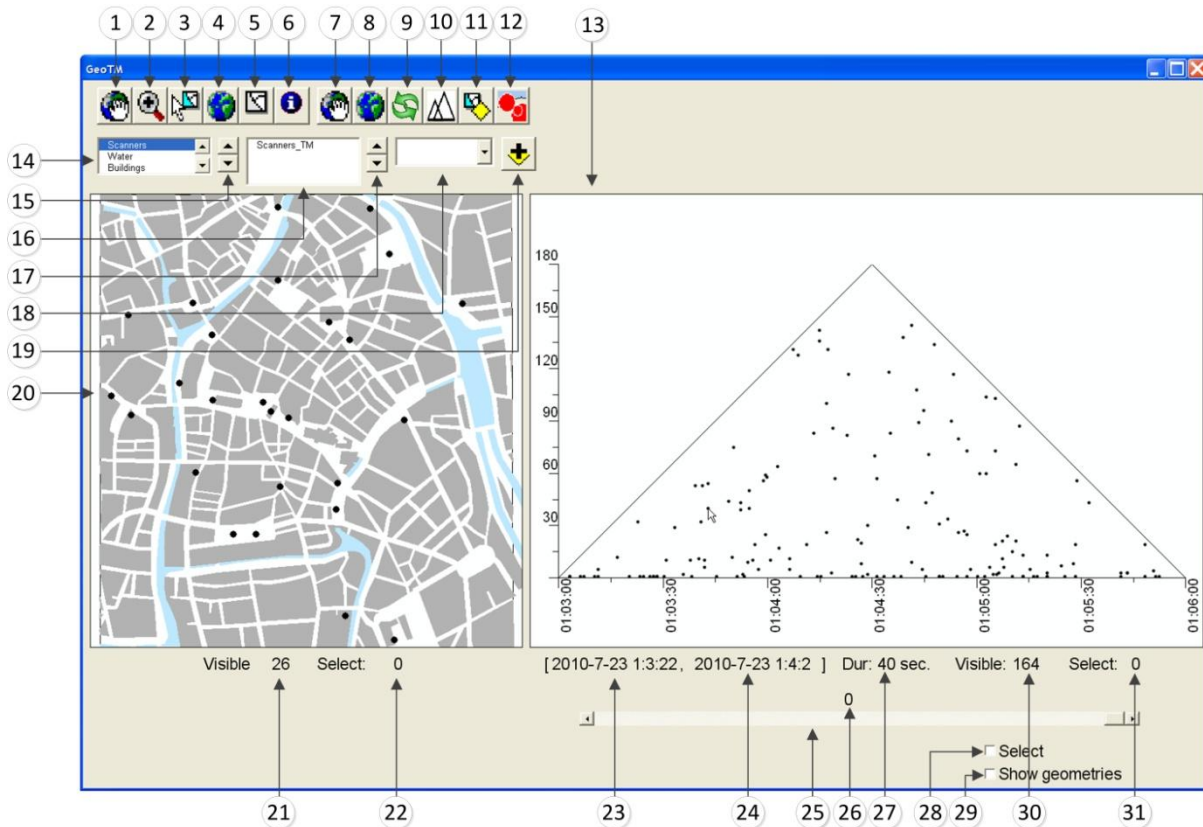 1 2 3 4 5 6 7 8 9 10 11 12 13
GeoTM
14 Scanners
Water
Buildings
Scanners_TM
15
16
17
18
19
20
180
150
120
90
60
30
01:03:00 01:03:30 01:04:00 01:04:30 01:05:00 01:05:30 01:06:00
Visible 26 Select: 0
[ 2010-7-23 1:3:22, 2010-7-23 1:4:2 ] Dur: 40 sec. Visible: 164 Select: 0
0
Select
Show geometries
21 22 23 24 25 26 27 28 29 30 31